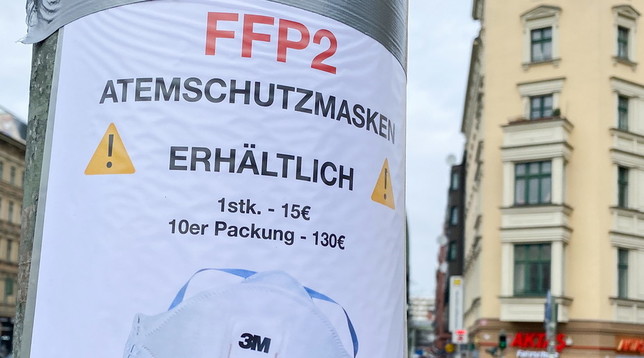 FFP2
ATEMSCHUTZMASKEN
ERHÄLTLICH
1stk. - 15€
10er Packung - 130€
3M